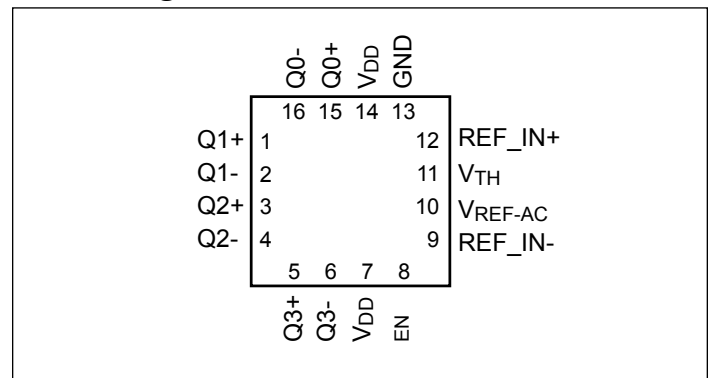 Q0- Q0+ VDD GND
16 15 14 13
Q1+ 1 12 REF_IN+
Q1- 2 11 VTH
Q2+ 3 10 VREF-AC
Q2- 4 9 REF_IN-
5 6 7 8
Q3+ Q3- VDD EN